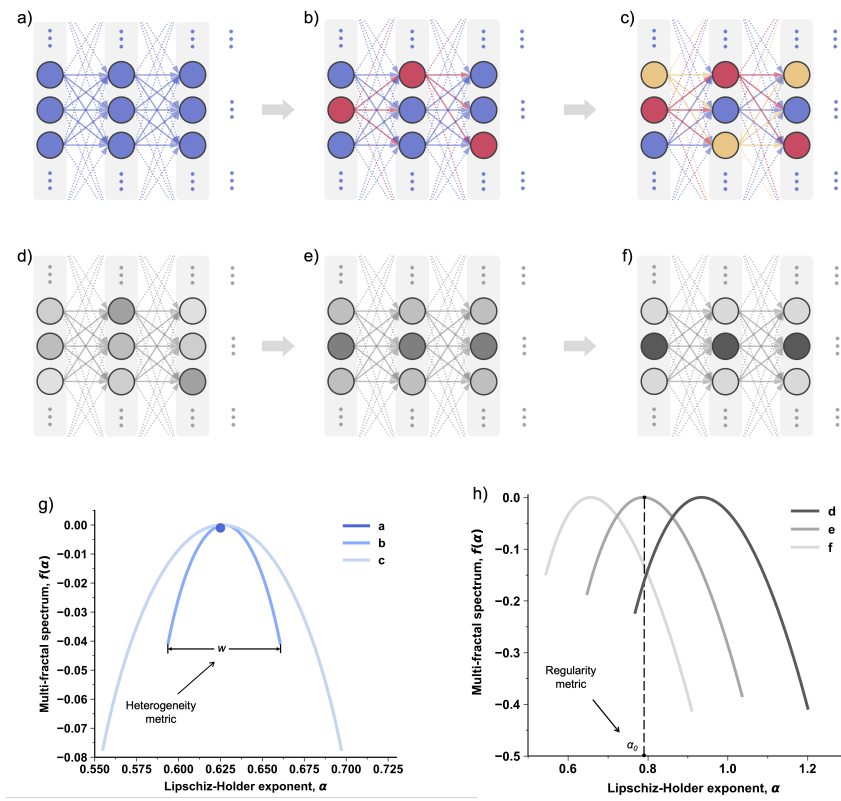 a)
b)
c)
d)
e)
f)
g)
0.00
−0.01
−0.02
−0.03
−0.04
−0.05
−0.06
−0.07
−0.08
Multi-fractal spectrum, f(α)
a
b
c
w
Heterogeneity
metric
0.550
0.575
0.600
0.625
0.650
0.675
0.700
0.725
Lipschiz-Holder exponent, α
h)
0.0
−0.1
−0.2
−0.3
−0.4
−0.5
Multi-fractal spectrum, f(α)
d
e
f
Regularity
metric
α0
0.6
0.8
1.0
1.2
Lipschiz-Holder exponent, α